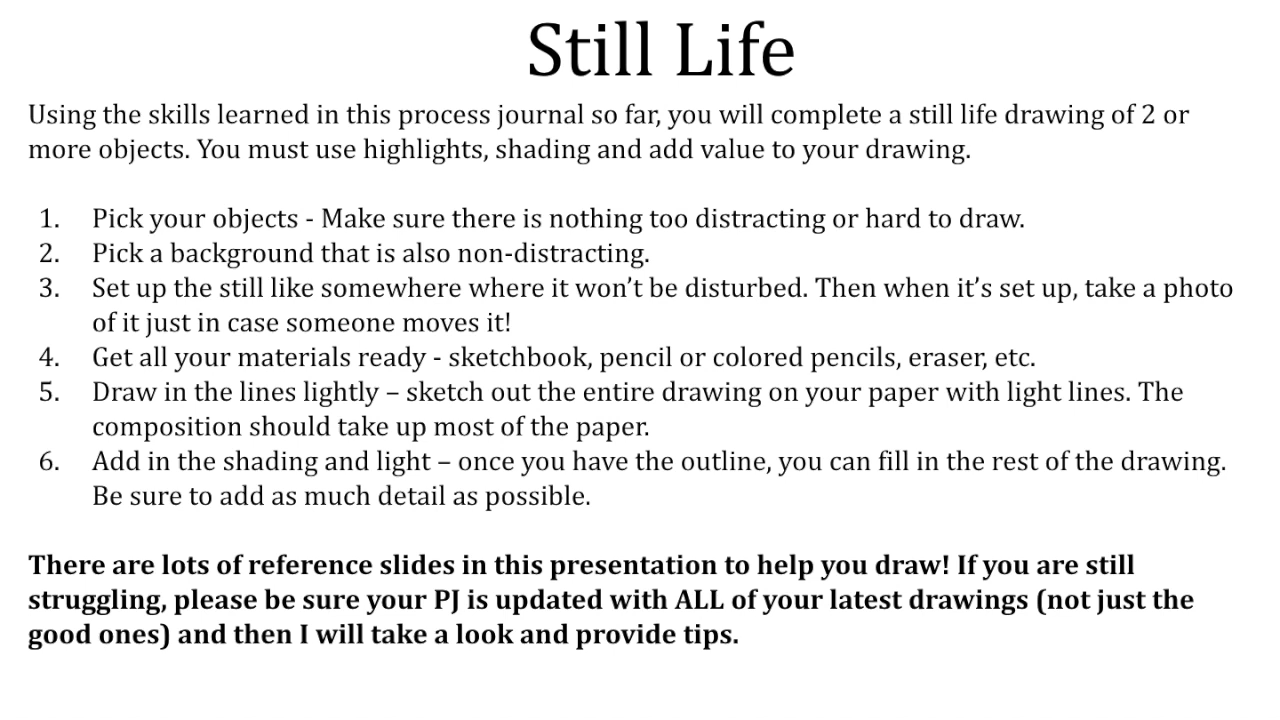 Still Life
Using the skills learned in this process journal so far, you will complete a still life drawing of 2 or
more objects. You must use highlights, shading and add value to your drawing.
1. Pick your objects - Make sure there is nothing too distracting or hard to draw.
2. Pick a background that is also non-distracting.
3. Set up the still like somewhere where it won’t be disturbed. Then when it’s set up, take a photo
of it just in case someone moves it!
4. Get all your materials ready - sketchbook, pencil or colored pencils, eraser, etc.
5. Draw in the lines lightly – sketch out the entire drawing on your paper with light lines. The
composition should take up most of the paper.
6. Add in the shading and light – once you have the outline, you can fill in the rest of the drawing.
Be sure to add as much detail as possible.
There are lots of reference slides in this presentation to help you draw! If you are still
struggling, please be sure your PJ is updated with ALL of your latest drawings (not just the
good ones) and then I will take a look and provide tips.